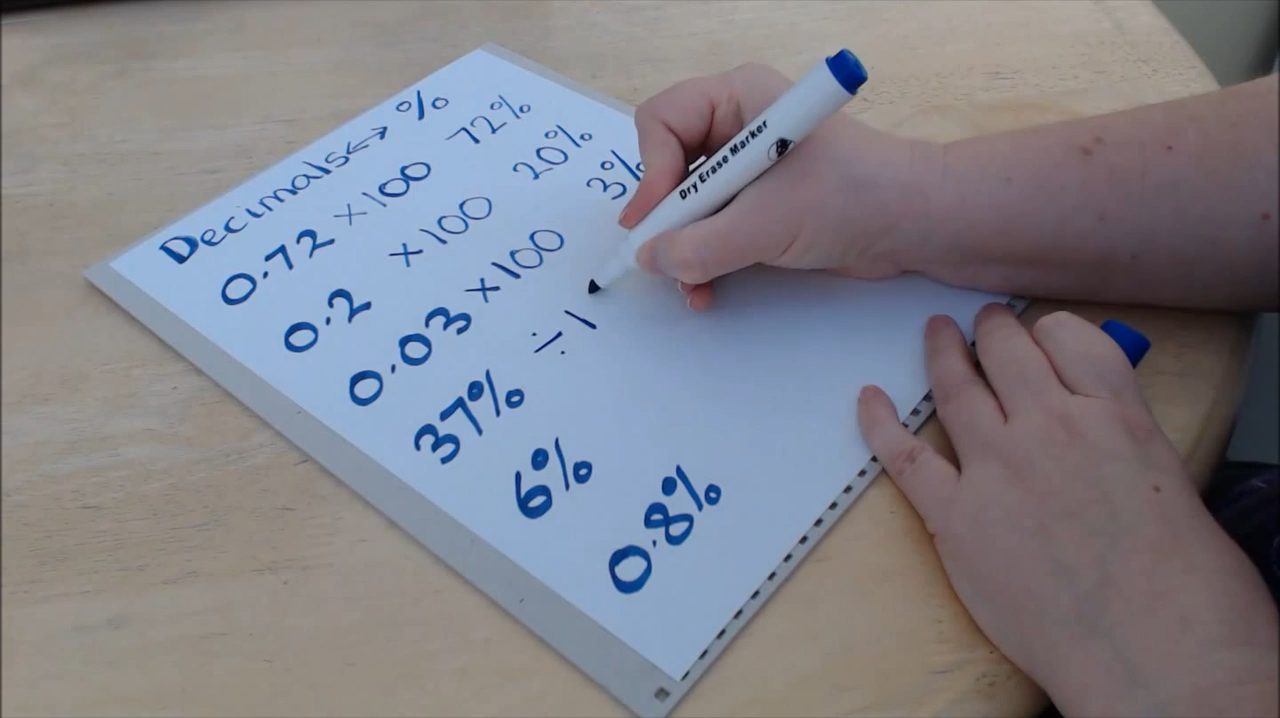 Decimals ↔ %
0.72 ×100 72%
0.2 ×100 20%
0.03 ×100 3%
37% ÷1
6%
0.8%
Dry Erase Marker